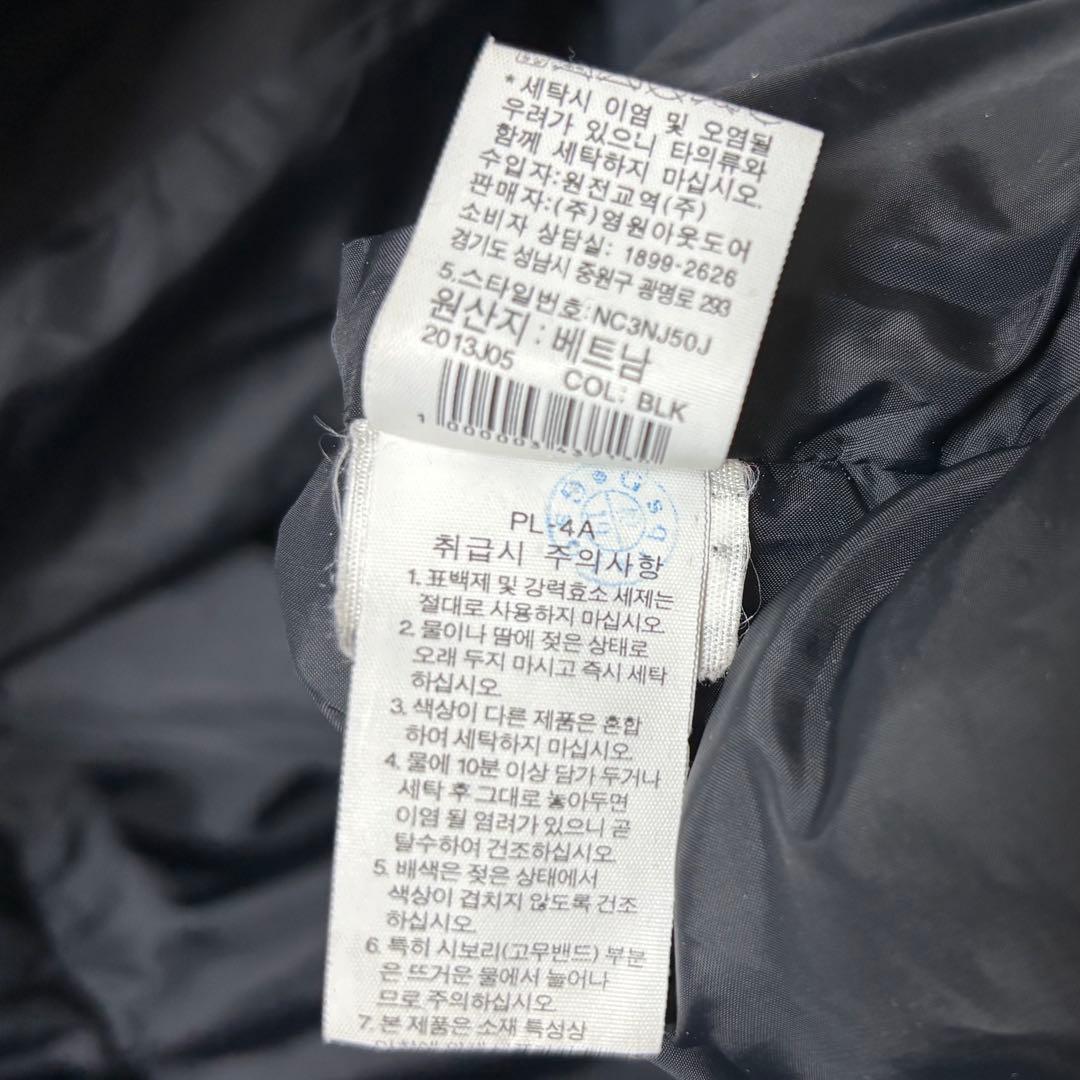 *세탁시 이염 및 오염될
우려가 있으니 타의류와
함께 세탁하지 마십시오.
수입자:원전교역(주)
판매자:(주)영원아웃도어
소비자 상담실: 1899-2626
경기도 성남시 중원구 광명로 293
5.스타일번호:NC3NJ50J
원산지 : 베트남
2013J05 COL: BLK
PL-4A
취급시 주의사항
1. 표백제 및 강력효소 세제는
절대로 사용하지 마십시오.
2. 물이나 땀에 젖은 상태로
오래 두지 마시고 즉시 세탁
하십시오.
3. 색상이 다른 제품은 혼합
하여 세탁하지 마십시오.
4. 물에 10분 이상 담가 두거나
세탁 후 그대로 놓아두면
이염 될 염려가 있으니 곧
탈수하여 건조하십시오.
5. 배색은 젖은 상태에서
색상이 겹치지 않도록 건조
하십시오.
6. 특히 시보리(고무밴드) 부분
은 뜨거운 물에서 늘어나
므로 주의하십시오.
7. 본 제품은 소재 특성상